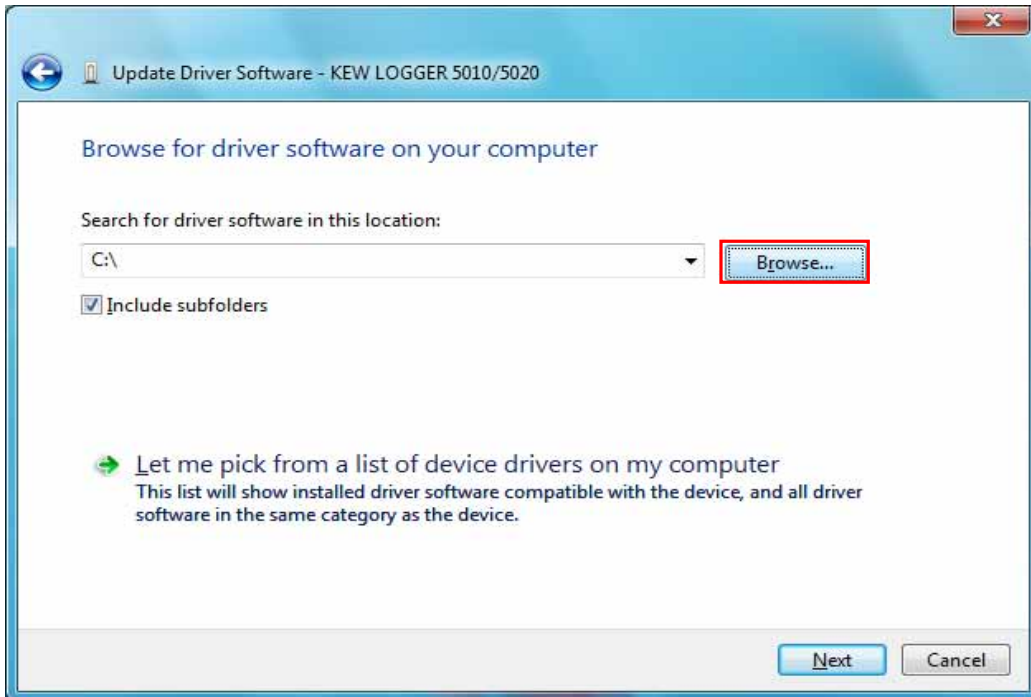 Update Driver Software - KEW LOGGER 5010/5020
Browse for driver software on your computer
Search for driver software in this location:
C:\
Browse...
Include subfolders
Let me pick from a list of device drivers on my computer
This list will show installed driver software compatible with the device, and all driver
software in the same category as the device.
Next
Cancel